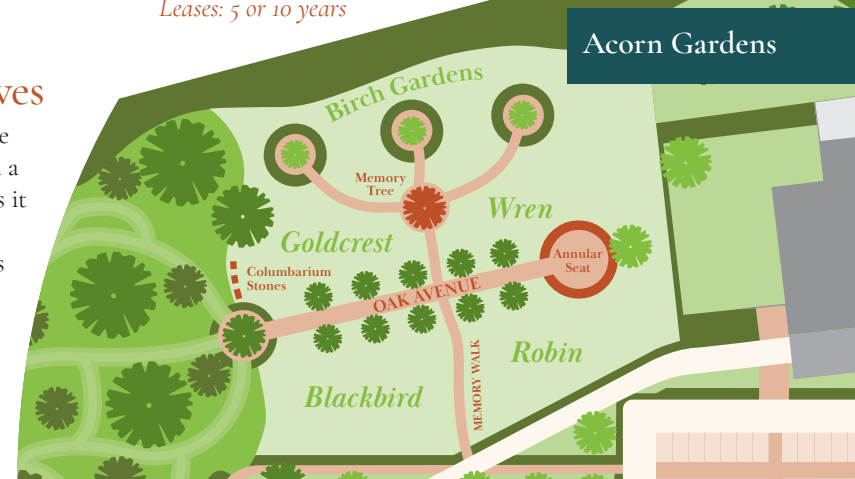 Leases: 5 or 10 years
Acorn Gardens
Birch Gardens
Memory
Tree
Wren
Goldcrest
Annular
Seat
Columbarium
Stones
OAK AVENUE
Robin
MEMORY WALK
Blackbird
a
s it